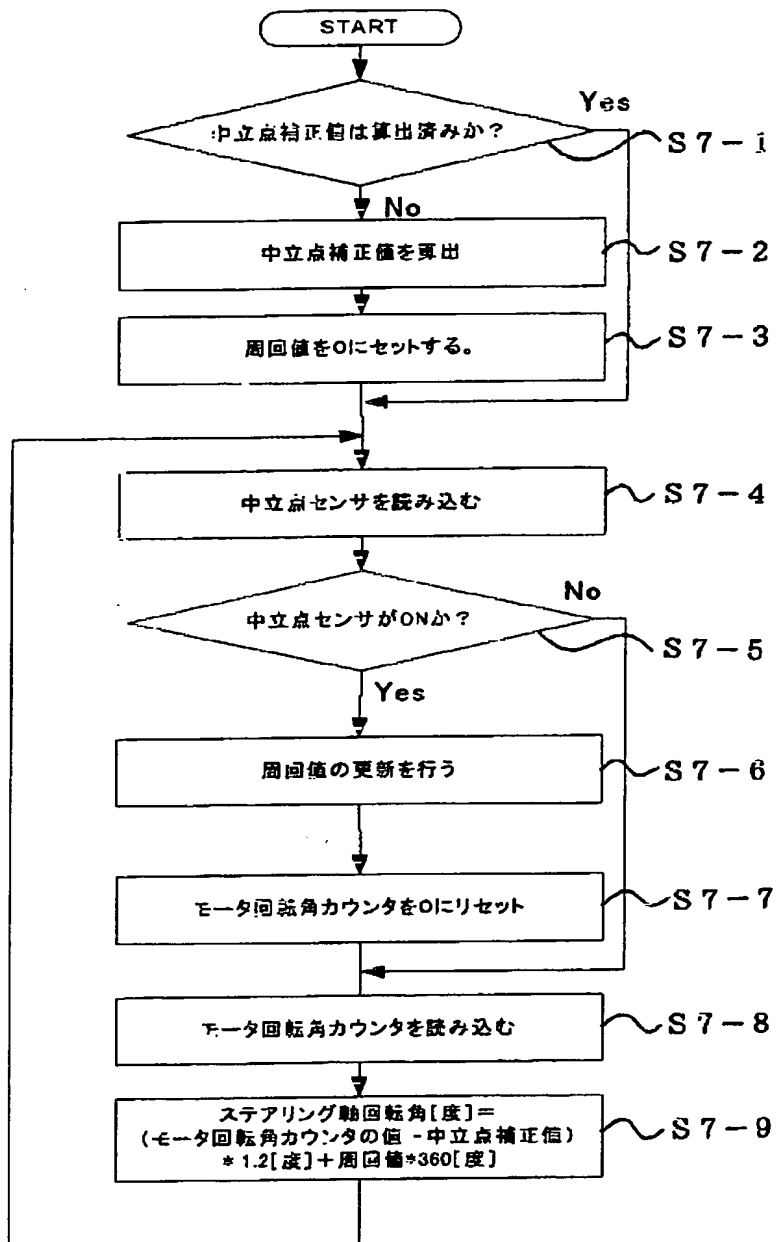 START
Yes
中立点補正値は算出済みか？
S7-1
No
中立点補正値を算出
S7-2
周回値を0にセットする。
S7-3
中立点センサを読み込む
S7-4
No
中立点センサがONか？
S7-5
Yes
周回値の更新を行う
S7-6
モータ回転角カウンタを0にリセット
S7-7
モータ回転角カウンタを読み込む
S7-8
ステアリング軸回転角[度]＝
(モータ回転角カウンタの値 - 中立点補正値)
* 1.2[度]＋周回値*360[度]
S7-9